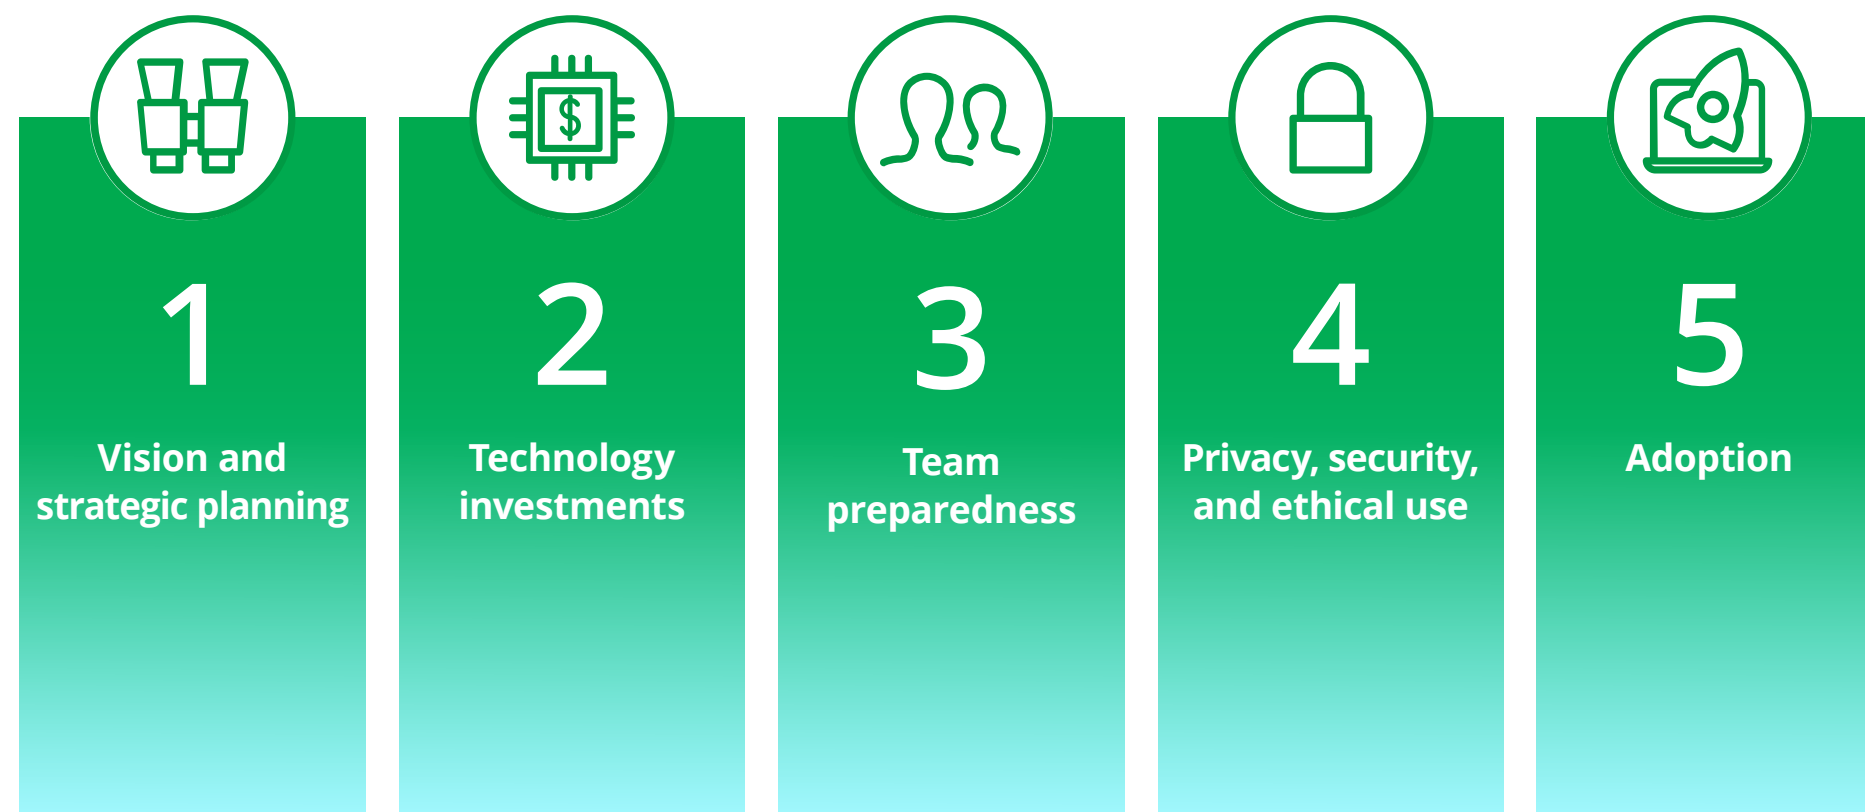 $
1
Vision and
strategic planning
2
Technology
investments
3
Team
preparedness
4
Privacy, security,
and ethical use
5
Adoption